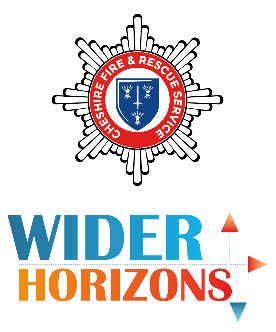 CHESHIRE FIRE & RESCUE SERVICE
WIDER
HORIZONS